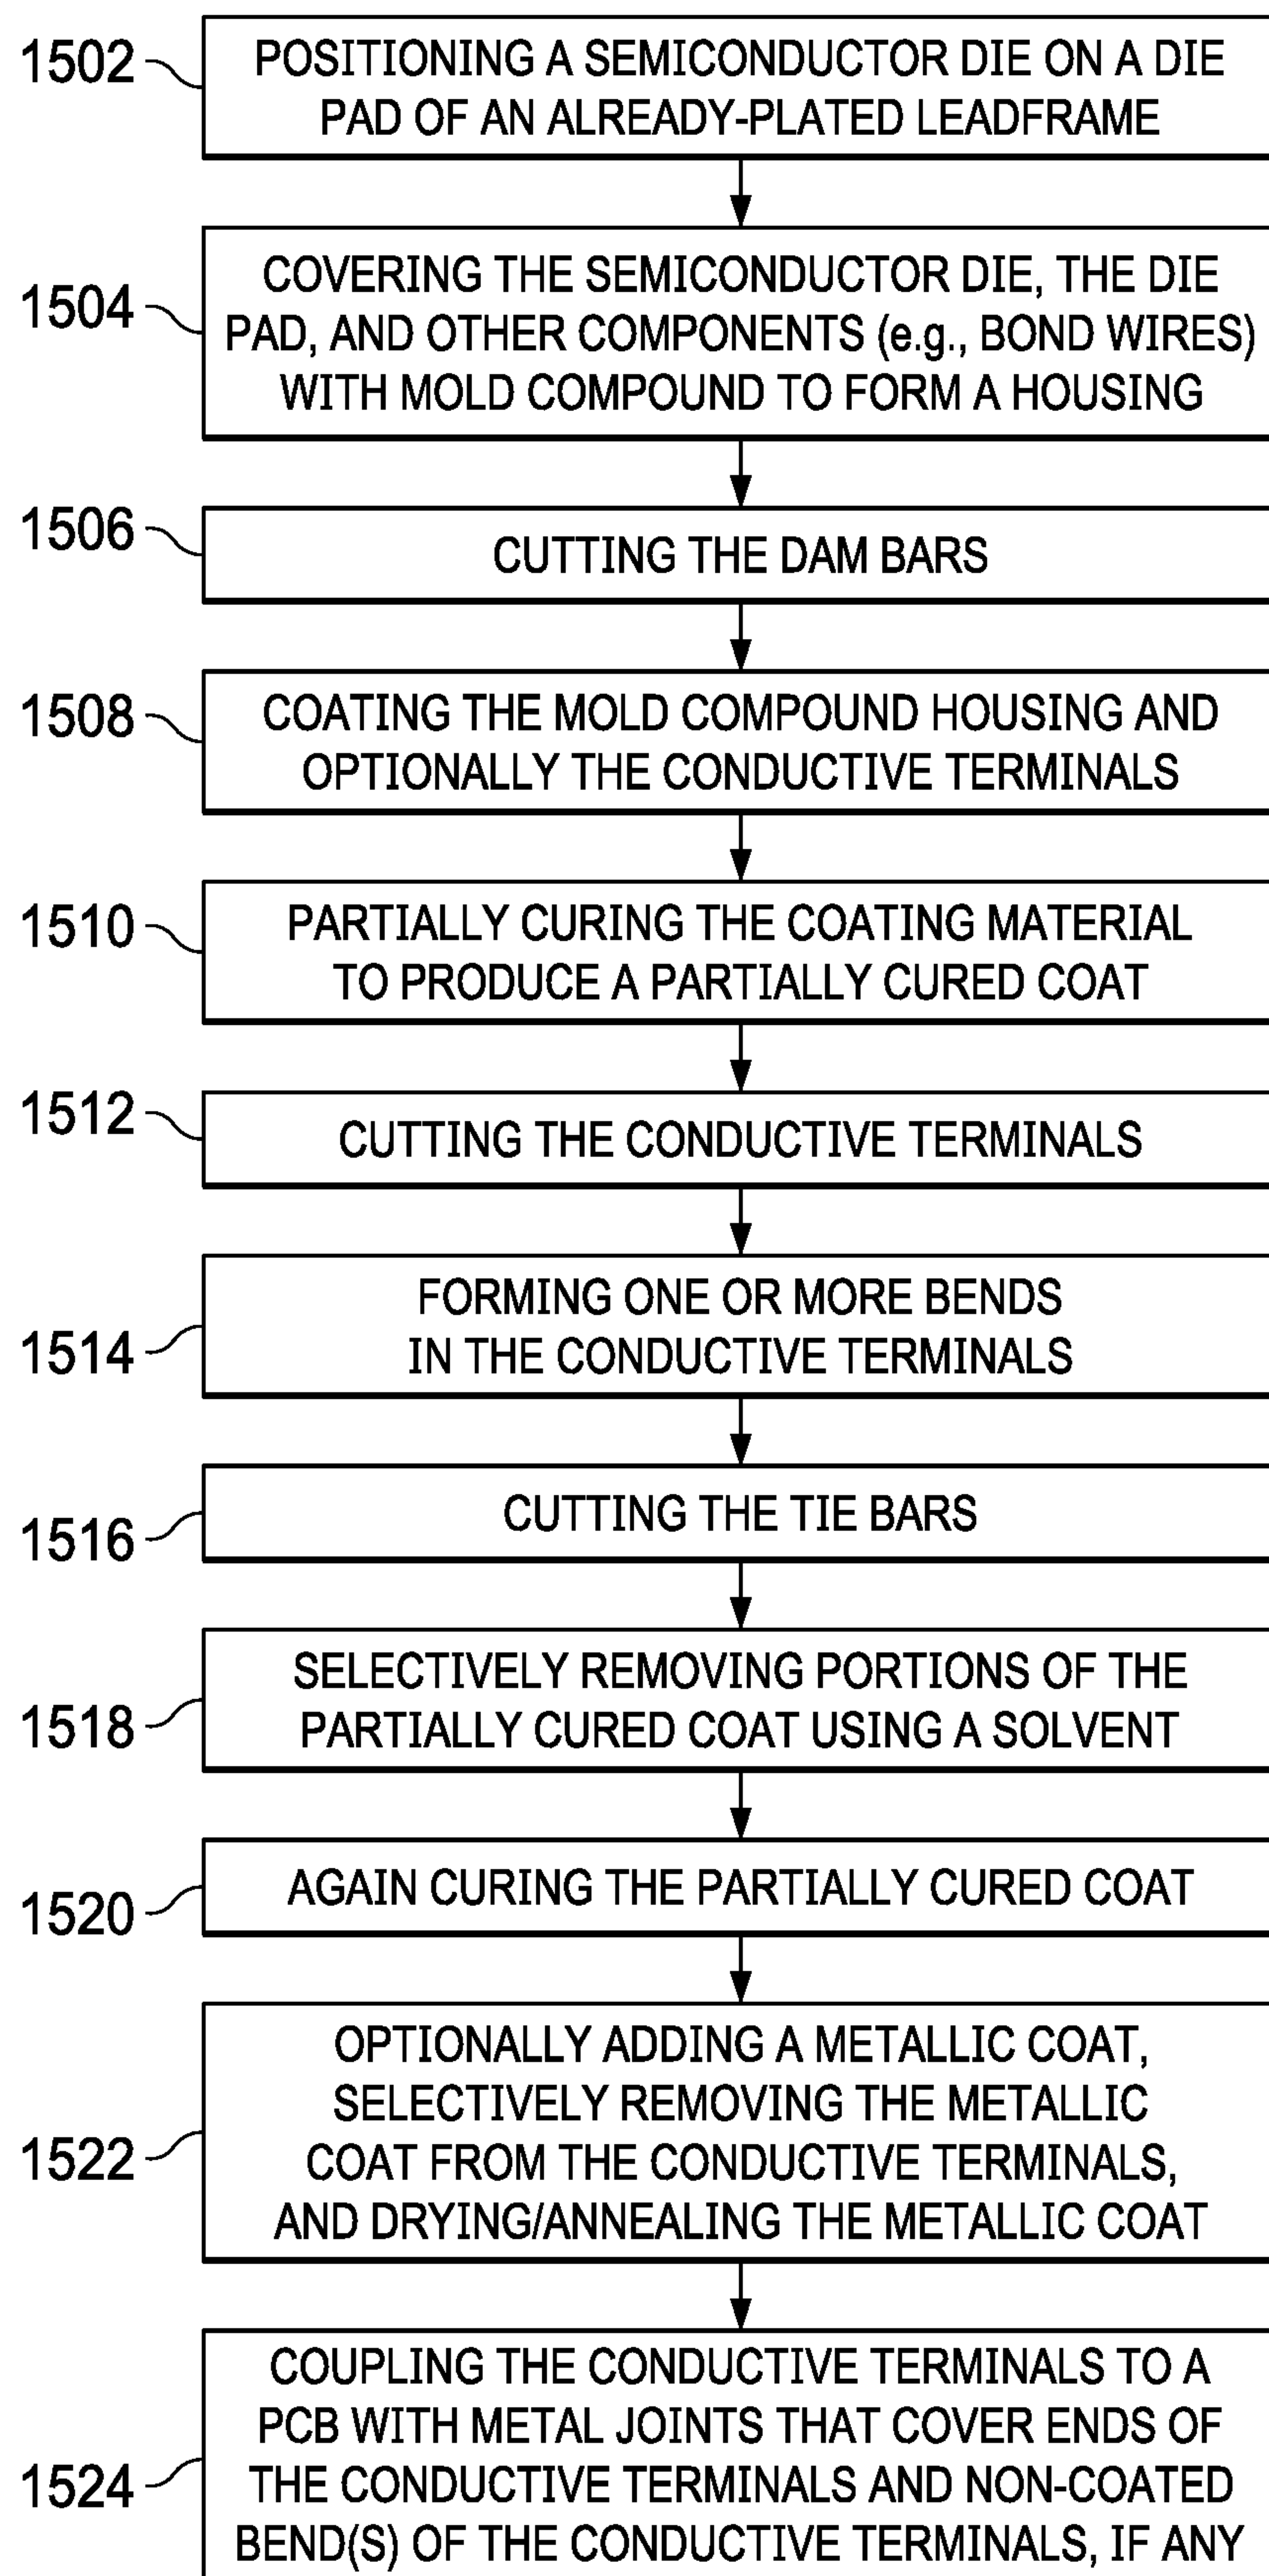 1502
POSITIONING A SEMICONDUCTOR DIE ON A DIE
PAD OF AN ALREADY-PLATED LEADFRAME
1504
COVERING THE SEMICONDUCTOR DIE, THE DIE
PAD, AND OTHER COMPONENTS (e.g., BOND WIRES)
WITH MOLD COMPOUND TO FORM A HOUSING
1506
CUTTING THE DAM BARS
1508
COATING THE MOLD COMPOUND HOUSING AND
OPTIONALLY THE CONDUCTIVE TERMINALS
1510
PARTIALLY CURING THE COATING MATERIAL
TO PRODUCE A PARTIALLY CURED COAT
1512
CUTTING THE CONDUCTIVE TERMINALS
1514
FORMING ONE OR MORE BENDS
IN THE CONDUCTIVE TERMINALS
1516
CUTTING THE TIE BARS
1518
SELECTIVELY REMOVING PORTIONS OF THE
PARTIALLY CURED COAT USING A SOLVENT
1520
AGAIN CURING THE PARTIALLY CURED COAT
1522
OPTIONALLY ADDING A METALLIC COAT,
SELECTIVELY REMOVING THE METALLIC
COAT FROM THE CONDUCTIVE TERMINALS,
AND DRYING/ANNEALING THE METALLIC COAT
1524
COUPLING THE CONDUCTIVE TERMINALS TO A
PCB WITH METAL JOINTS THAT COVER ENDS OF
THE CONDUCTIVE TERMINALS AND NON-COATED
BEND(S) OF THE CONDUCTIVE TERMINALS, IF ANY